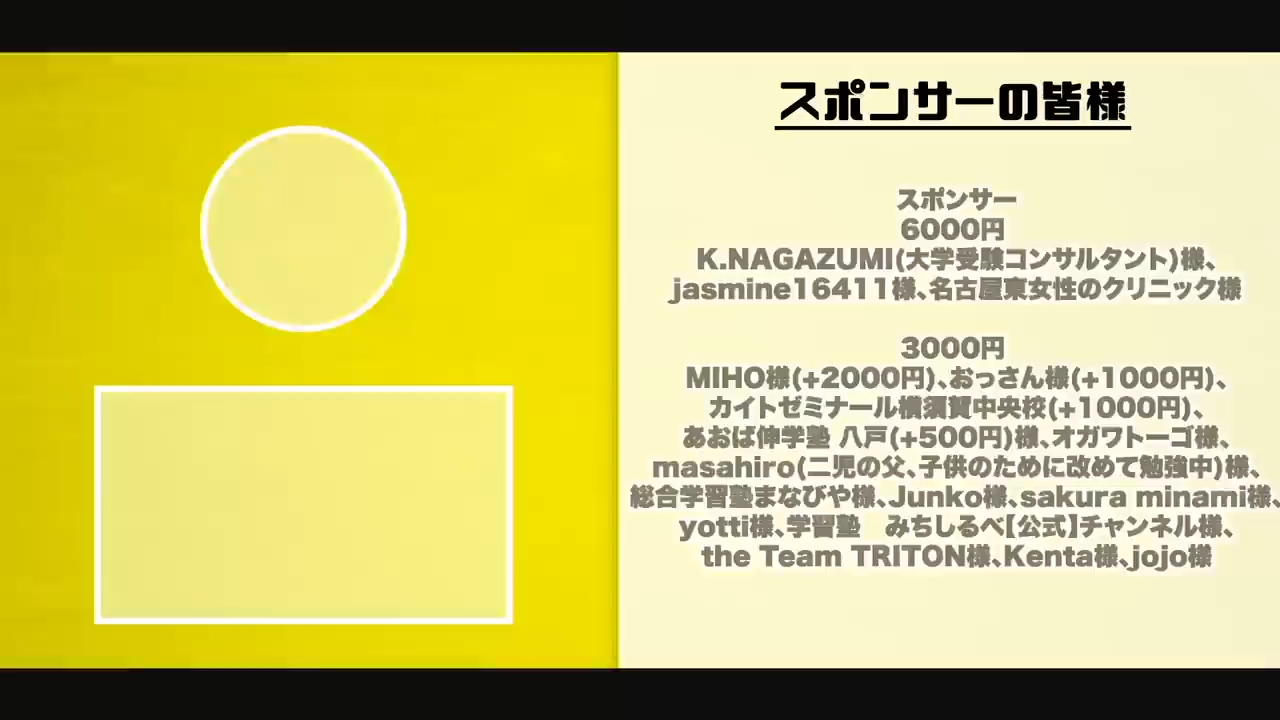 スポンサーの皆様
スポンサー
6000円
K.NAGAZUMI(大学受験コンサルタント)様、
jasmine16411様、名古屋東女性のクリニック様
3000円
MIHO様(+2000円)、おっさん様(+1000円)、
カイトゼミナール横須賀中央校(+1000円)、
あおば伸学塾 八戸(+500円)様、オガワトーゴ様、
masahiro(二児の父、子供のために改めて勉強中)様、
総合学習塾まなびや様、Junko様、sakura minami様、
yotti様、学習塾　みちしるべ【公式】チャンネル様、
the Team TRITON様、Kenta様、jojo様